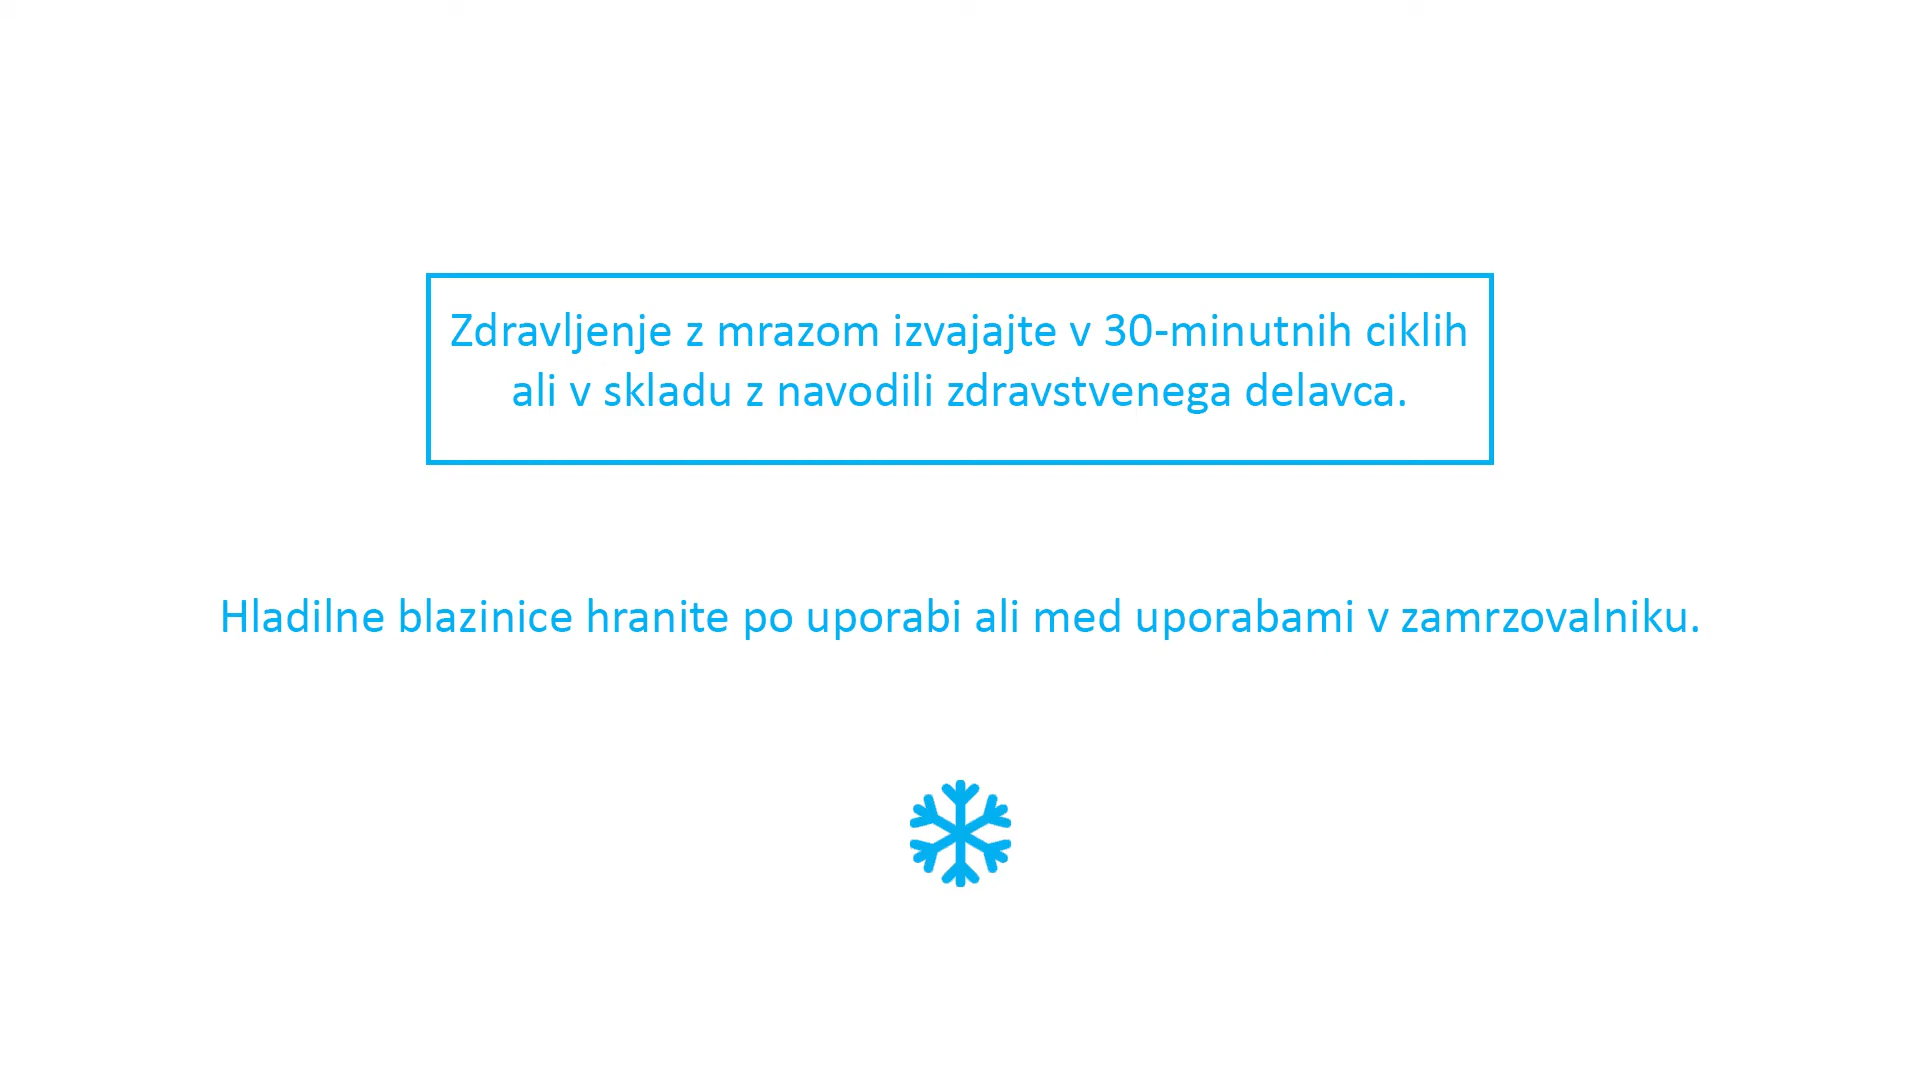 Zdravljenje z mrazom izvajajte v 30-minutnih ciklih
ali v skladu z navodili zdravstvenega delavca.
Hladilne blazinice hranite po uporabi ali med uporabami v zamrzovalniku.